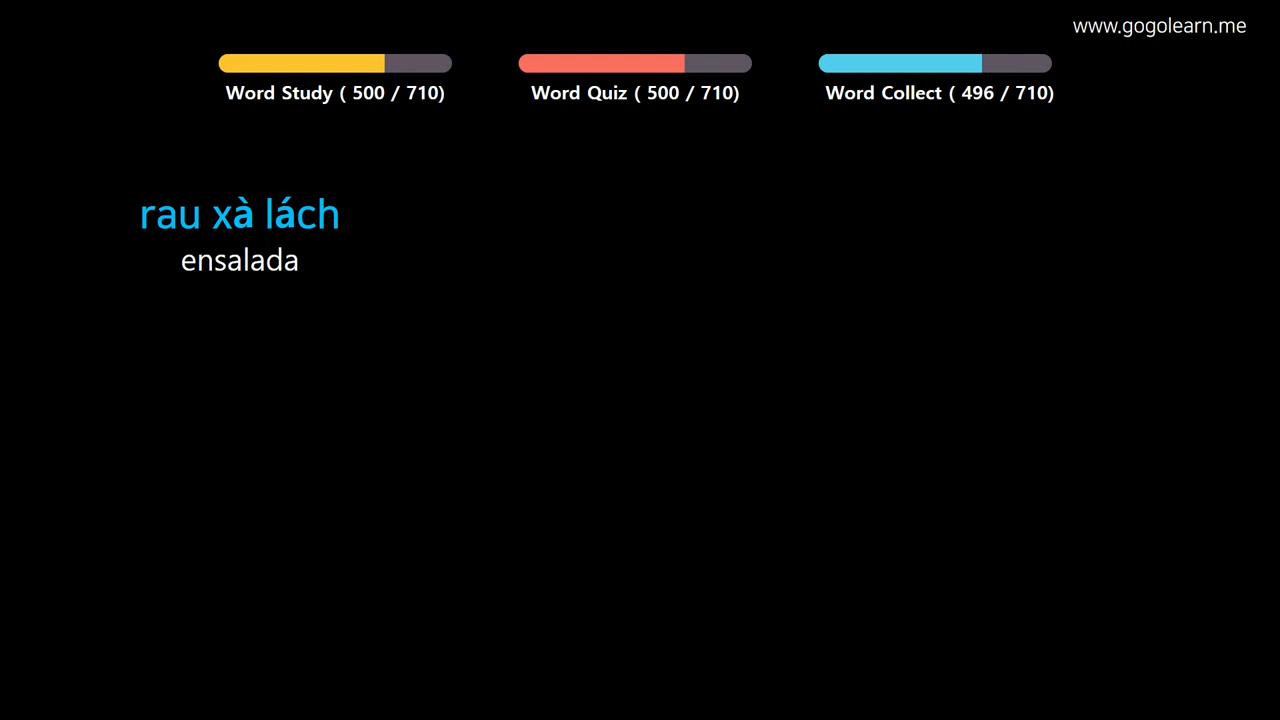 www.gogolearn.me
Word Study ( 500 / 710)
Word Quiz ( 500 / 710)
Word Collect ( 496 / 710)
rau xà lách
ensalada